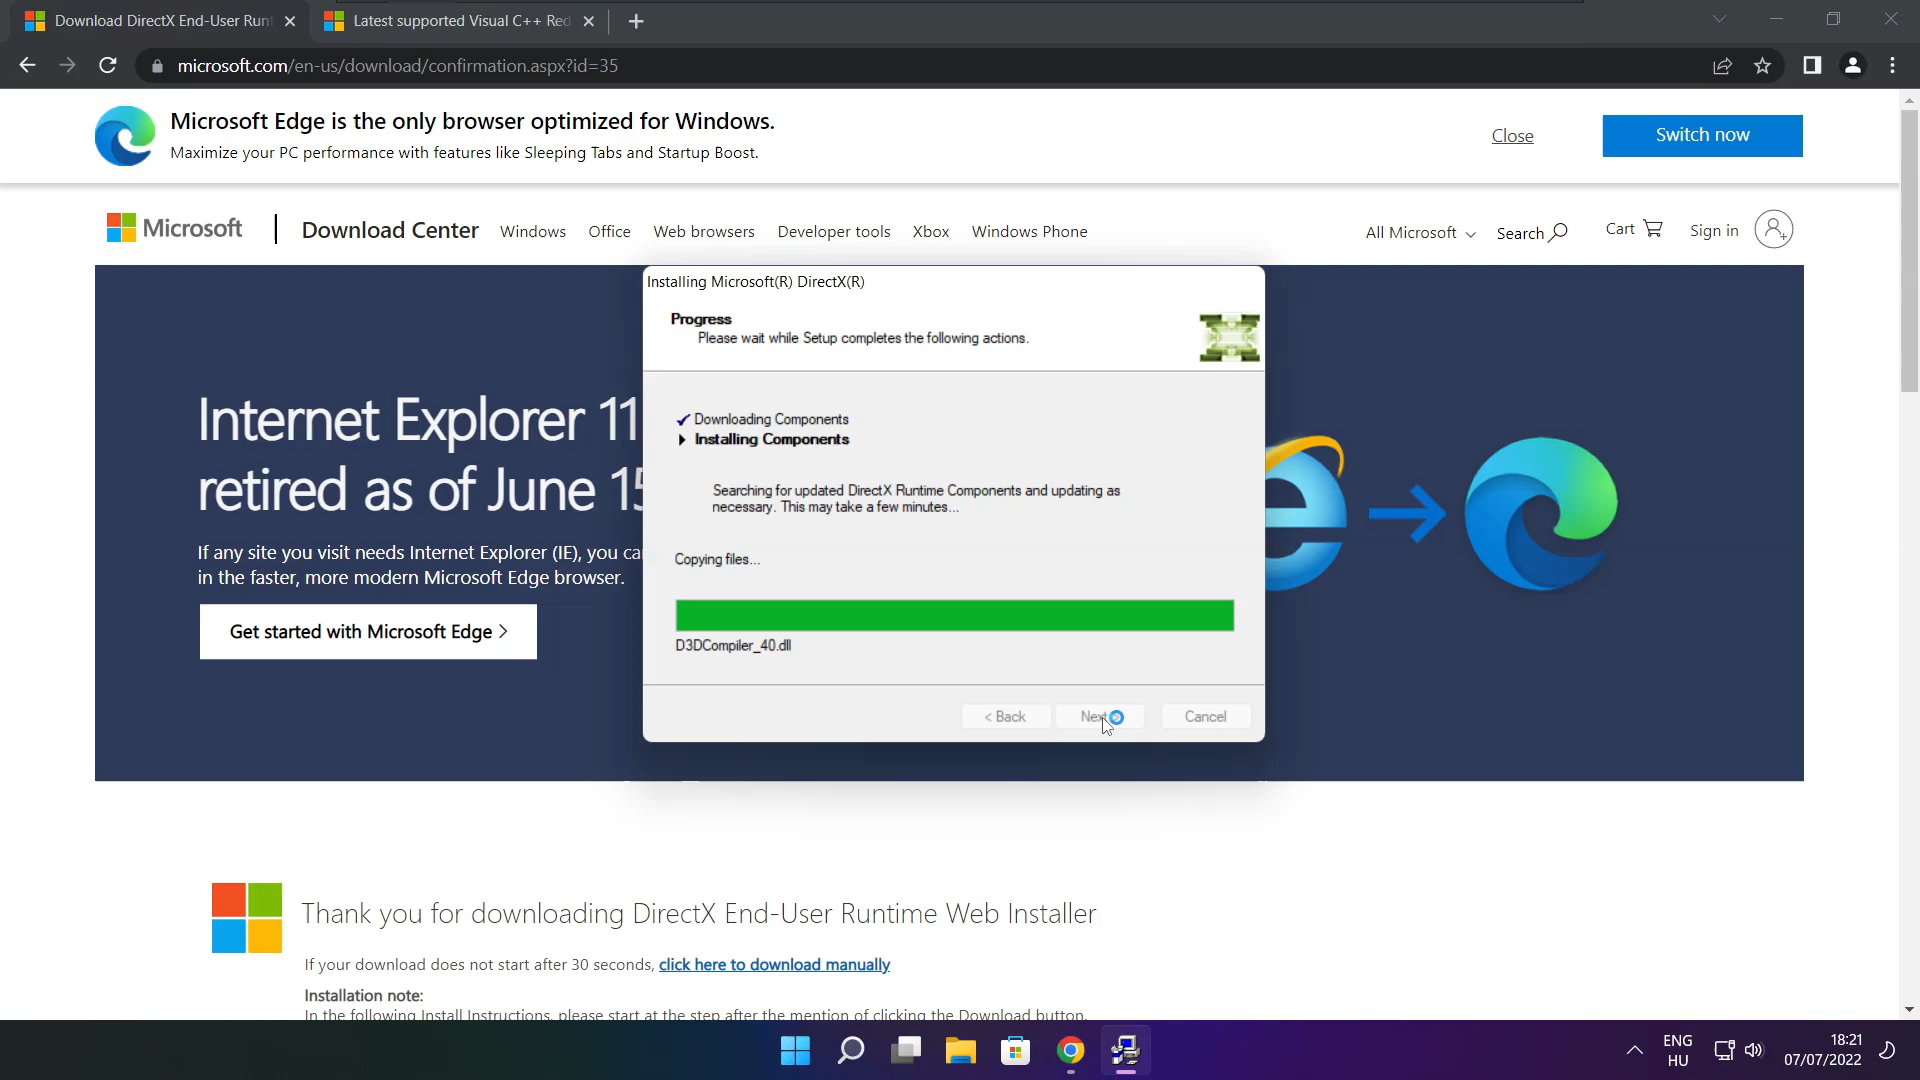 Download DirectX End-User Run
Latest supported Visual C++ Red
microsoft.com/en-us/download/confirmation.aspx?id=35
Microsoft Edge is the only browser optimized for Windows.
Maximize your PC performance with features like Sleeping Tabs and Startup Boost.
Close
Switch now
Microsoft
Download Center
Windows
Office
Web browsers
Developer tools
Xbox
Windows Phone
All Microsoft
Search
Cart
Sign in
Installing Microsoft(R) DirectX(R)
Progress
Please wait while Setup completes the following actions.
Downloading Components
Installing Components
Searching for updated DirectX Runtime Components and updating as
necessary. This may take a few minutes...
Copying files...
D3DCompiler_40.dll
< Back
Next
Cancel
Internet Explorer 11
retired as of June 15
If any site you visit needs Internet Explorer (IE), you ca
in the faster, more modern Microsoft Edge browser.
Get started with Microsoft Edge >
Thank you for downloading DirectX End-User Runtime Web Installer
If your download does not start after 30 seconds, click here to download manually
Installation note:
In the following Install Instructions, please start at the step after the mention of clicking the Download button.
ENG
HU
18:21
07/07/2022